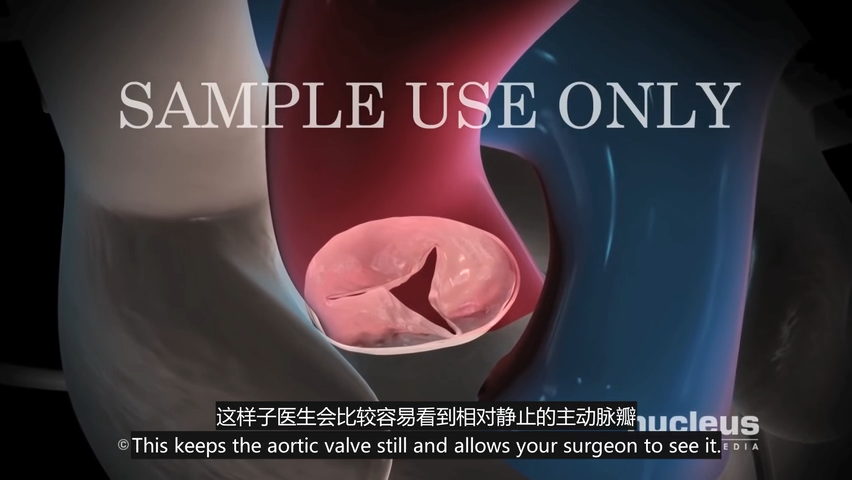 SAMPLE USE ONLY
这样子医生会比较容易看到相对静止的主动脉瓣
nucleus
© This keeps the aortic valve still and allows your surgeon to see it.
EDIA